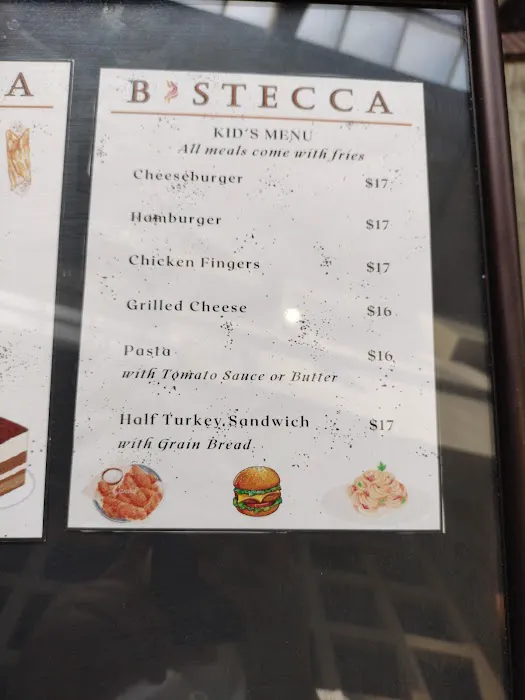 A
B STECCA
KID'S MENU
All meals come with fries
Cheeseburger $17
Hamburger $17
Chicken Fingers $17
Grilled Cheese $16
Pasta $16
with Tomato Sauce or Butter
Half Turkey Sandwich $17
with Grain Bread